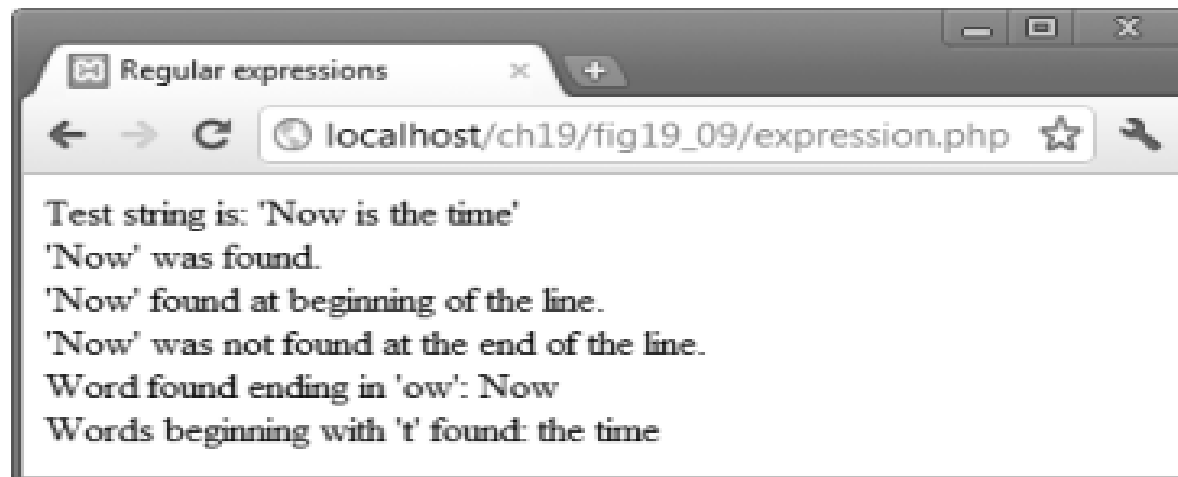 Regular expressions
localhost/ch19/fig19_09/expression.php
Test string is: 'Now is the time'
'Now' was found.
'Now' found at beginning of the line.
'Now' was not found at the end of the line.
Word found ending in 'ow': Now
Words beginning with 't' found: the time